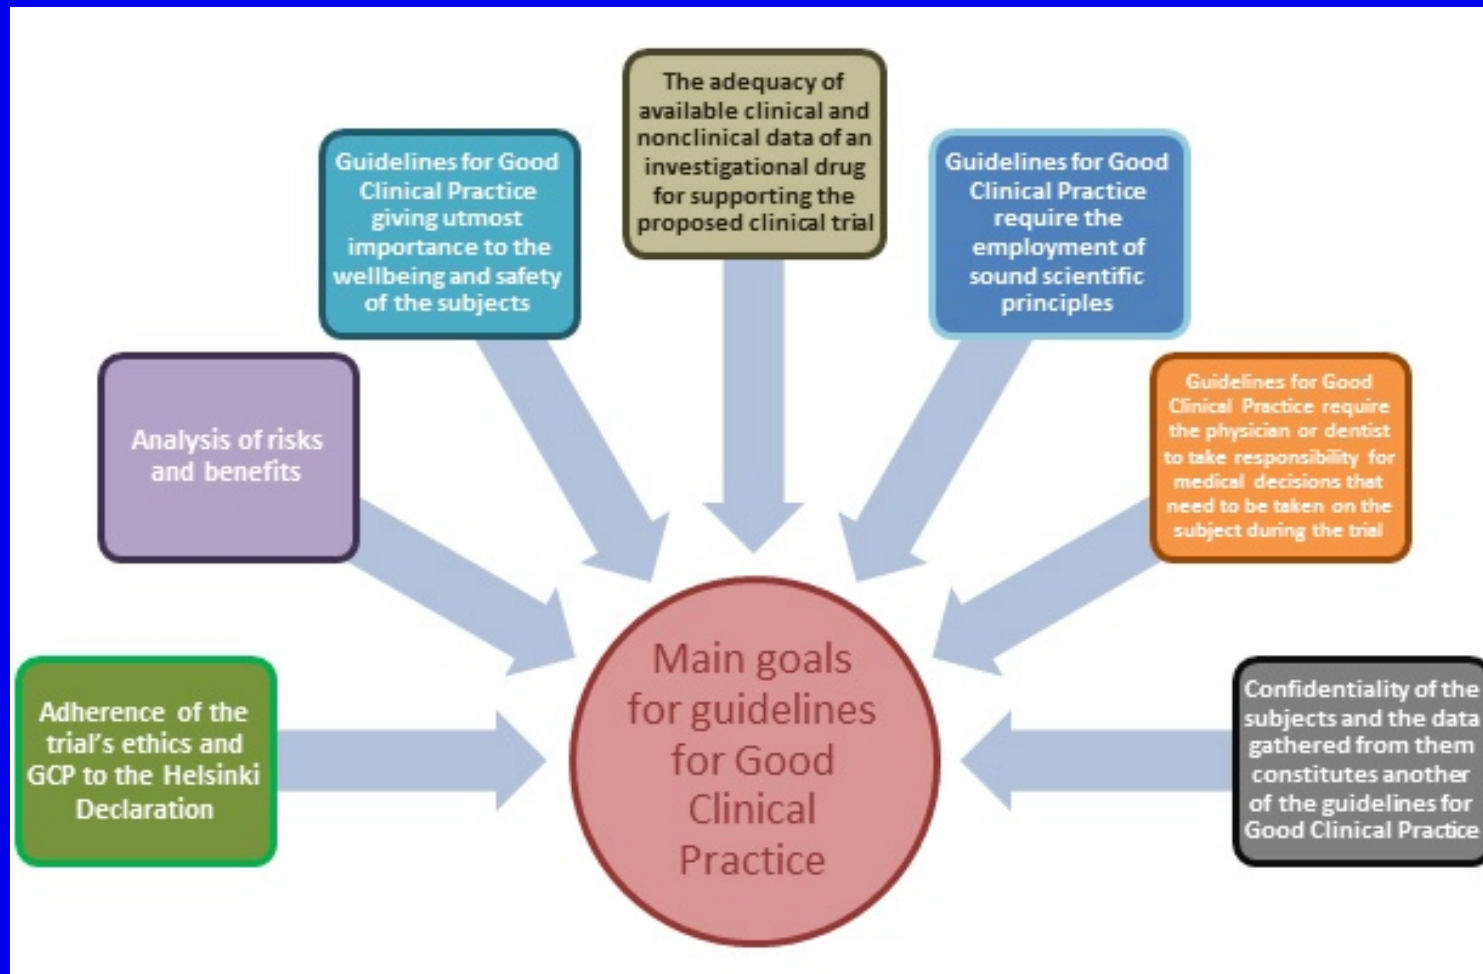 The adequacy of
available clinical and
nonclinical data of an
investigational drug
for supporting the
proposed clinical trial
Guidelines for Good
Clinical Practice
giving utmost
importance to the
wellbeing and safety
of the subjects
Guidelines for Good
Clinical Practice
require the
employment of
sound scientific
principles
Analysis of risks
and benefits
Guidelines for Good
Clinical Practice require
the physician or dentist
to take responsibility for
medical decisions that
need to be taken on the
subject during the trial
Adherence of the
trial's ethics and
GCP to the Helsinki
Declaration
Main goals
for guidelines
for Good
Clinical
Practice
Confidentiality of the
subjects and the data
gathered from them
constitutes another
of the guidelines for
Good Clinical Practice